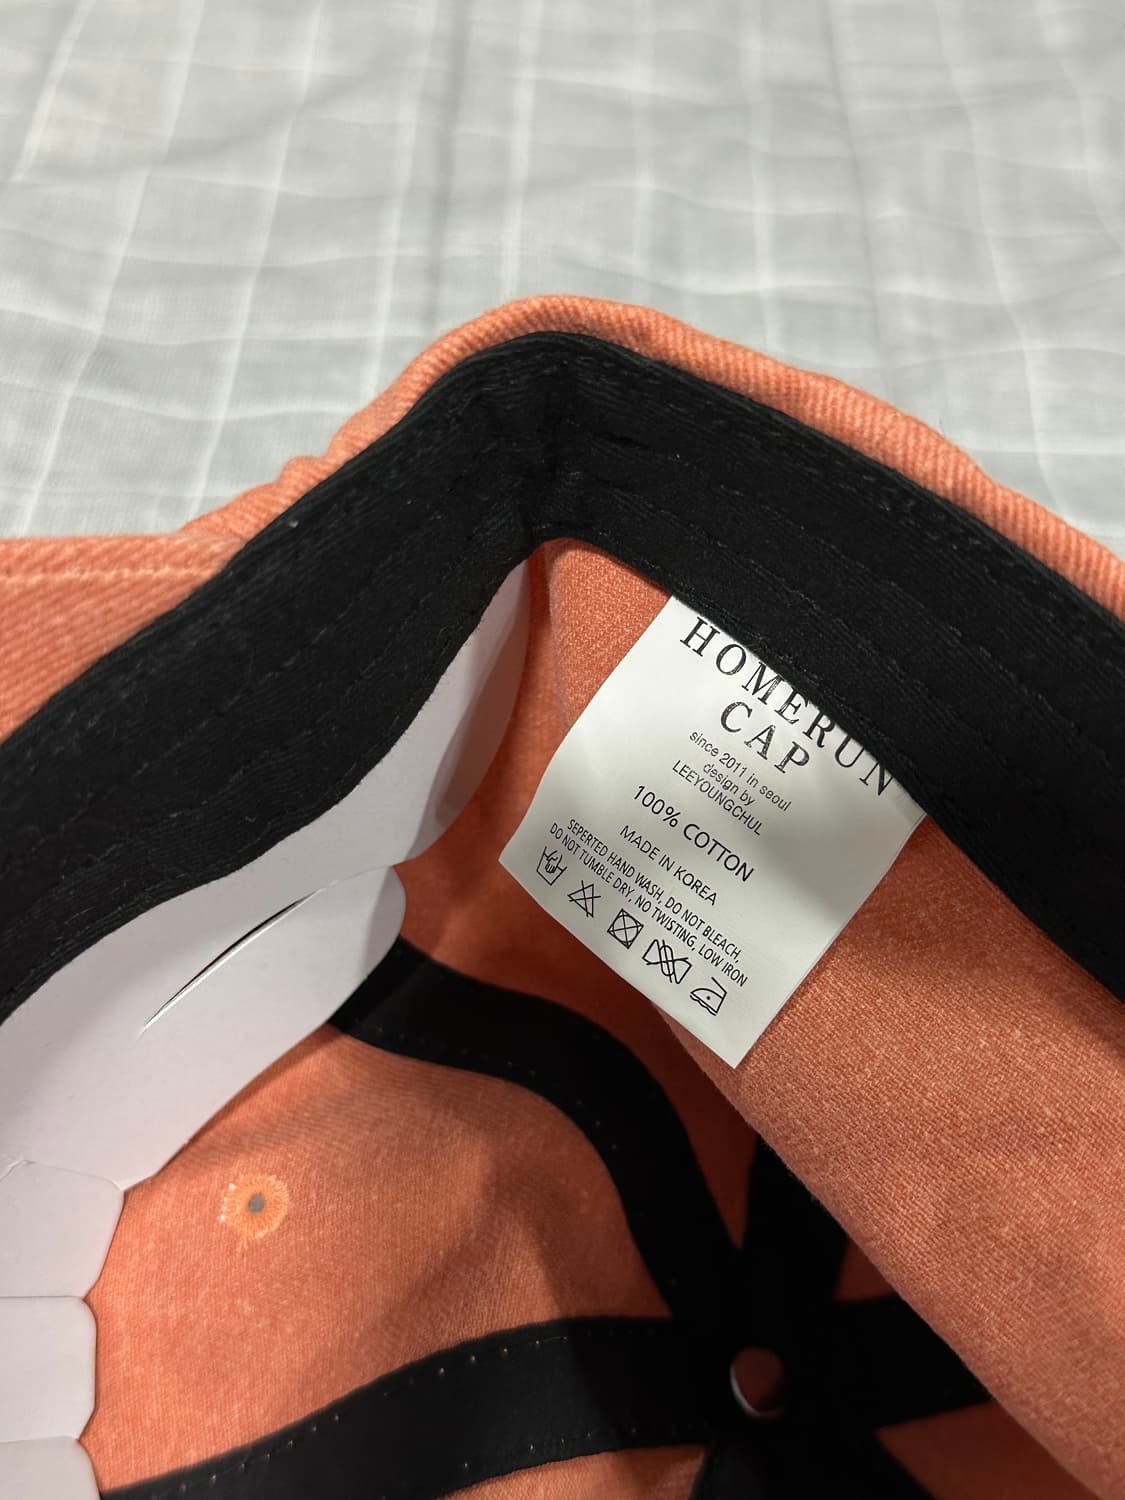 HOMERUN
CAP
since 2011 in seoul
design by
LEEYOUNGCHUL
100% COTTON
MADE IN KOREA
SEPERTED HAND WASH, DO NOT BLEACH,
DO NOT TUMBLE DRY, NO TWISTING, LOW IRON